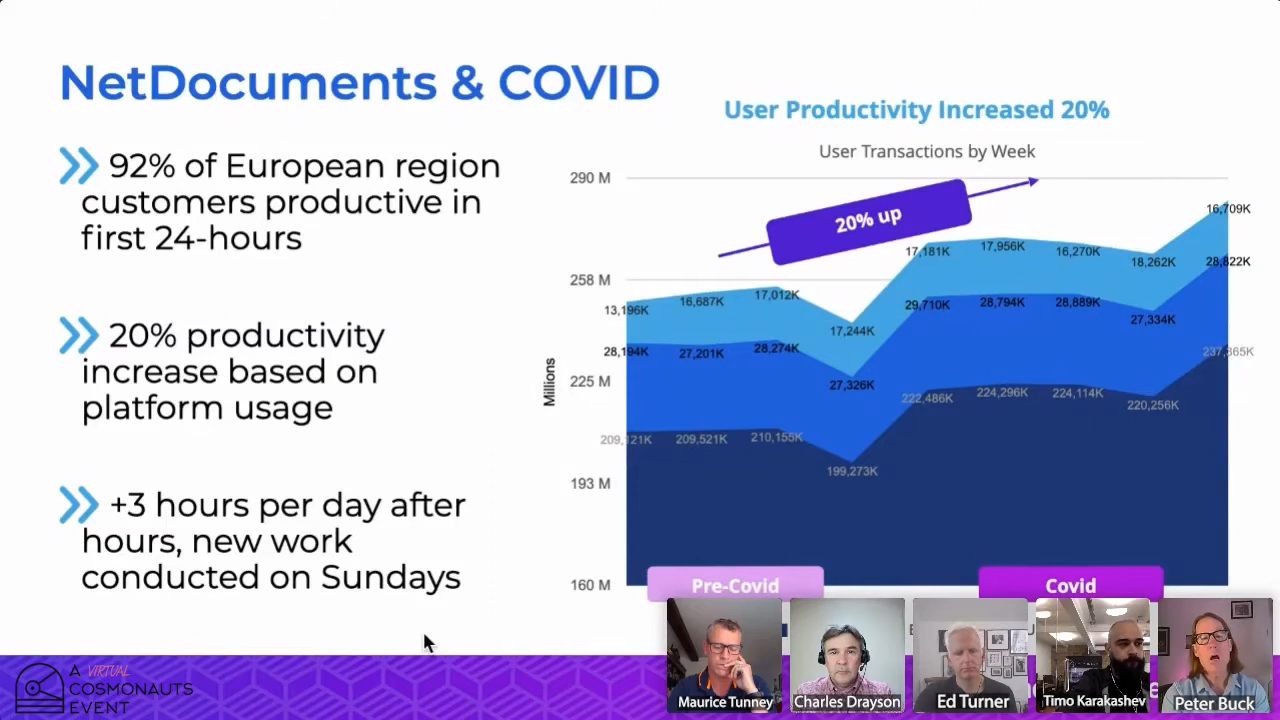 NetDocuments & COVID
92% of European region
customers productive in
first 24-hours
20% productivity
increase based on
platform usage
+3 hours per day after
hours, new work
conducted on Sundays
User Productivity Increased 20%
User Transactions by Week
290 M
258 M
225 M
193 M
160 M
Millions
20% up
13,196K 16,687K 17,012K 17,244K 17,181K 17,956K 16,270K 18,262K 16,709K
28,194K 27,201K 28,274K 27,326K 29,710K 28,794K 28,889K 27,334K 28,822K
209,121K 209,521K 210,155K 199,273K 222,486K 224,296K 224,114K 220,256K 237,365K
Pre-Covid
Covid
Maurice Tunney
Charles Drayson
Ed Turner
Timo Karakashev
Peter Buck
A VIRTUAL
COSMONAUTS
EVENT